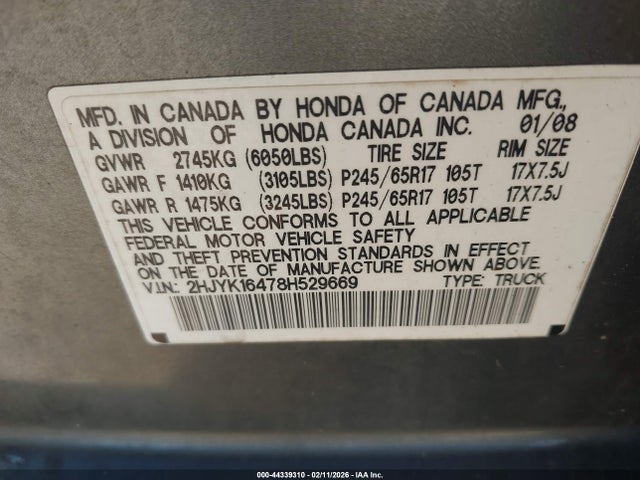 MFD. IN CANADA BY HONDA OF CANADA MFG.,
A DIVISION OF HONDA CANADA INC. 01/08
GVWR 2745KG (6050LBS) TIRE SIZE RIM SIZE
GAWR F 1410KG (3105LBS) P245/65R17 105T 17X7.5J
GAWR R 1475KG (3245LBS) P245/65R17 105T 17X7.5J
THIS VEHICLE CONFORMS TO ALL APPLICABLE
FEDERAL MOTOR VEHICLE SAFETY
AND THEFT PREVENTION STANDARDS IN EFFECT
ON THE DATE OF MANUFACTURE SHOWN ABOVE.
V.I.N.: 2HJYK16478H529669 TYPE: TRUCK
000-44339310 - 02/11/2026 - IAA Inc.